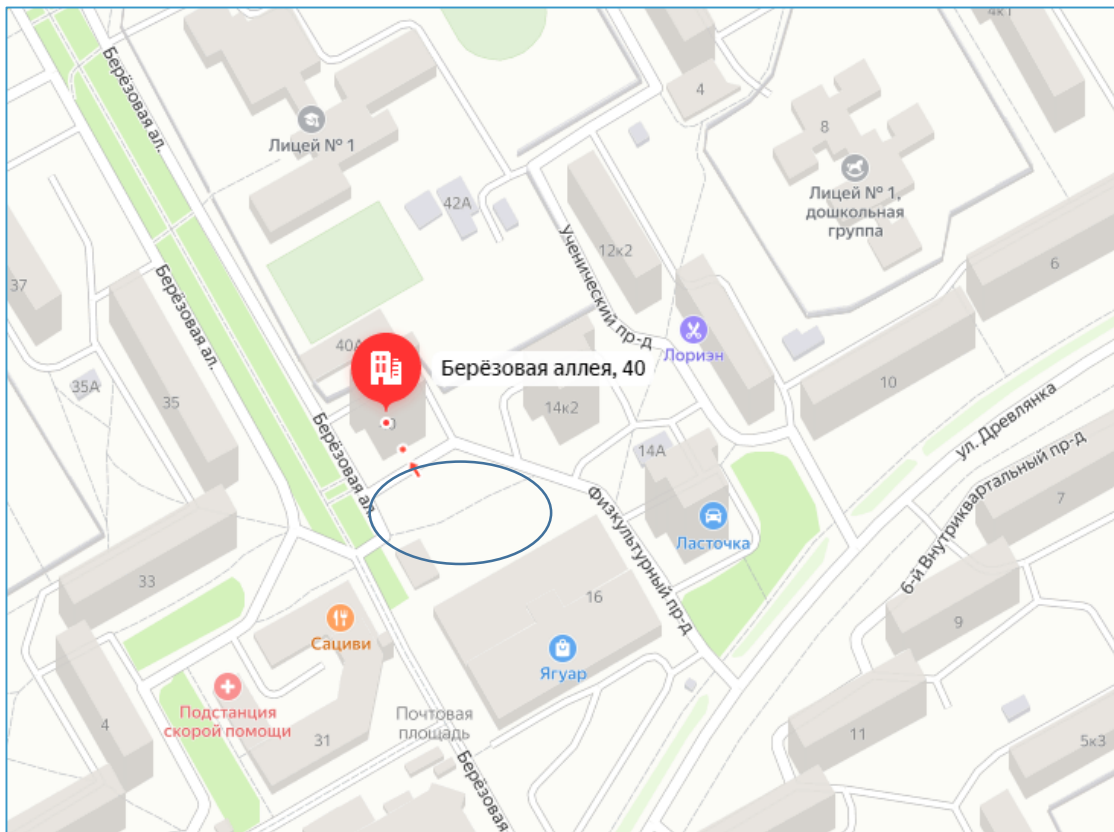 4к1
Берёзовая ал.
4
8
Лицей № 1
Лицей № 1,
дошкольная
группа
42А
12к2
Ученический пр-д
6
37
Берёзовая ал.
Лориэн
40А
Берёзовая аллея, 40
35А
35
10
14к2
ул. Древлянка
Берёзовая ал.
14А
6-й Внутриквартальный пр-д
7
Ласточка
Физкультурный пр-д
33
16
9
Сациви
Ягуар
Подстанция
скорой помощи
4
31
Почтовая
площадь
11
5к3
Берёзовая